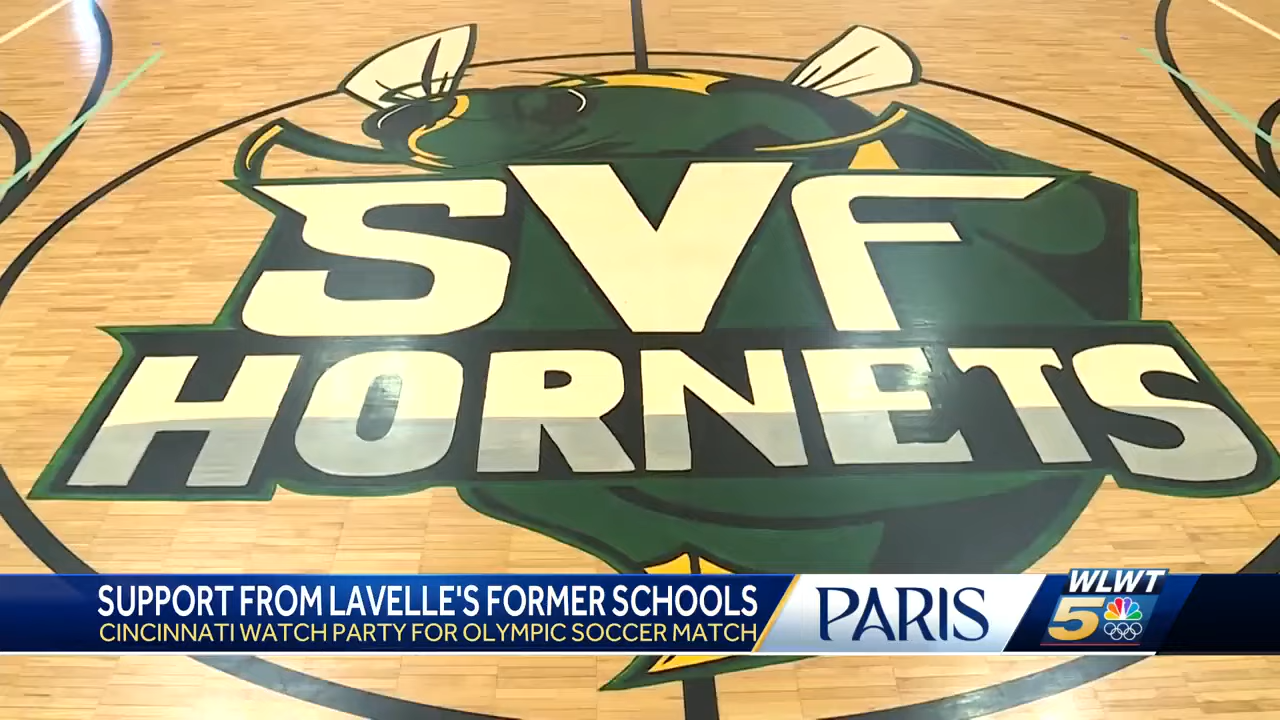 SVF
HORNETS
SUPPORT FROM LAVELLE'S FORMER SCHOOLS
CINCINNATI WATCH PARTY FOR OLYMPIC SOCCER MATCH
PARIS
WLWT
5